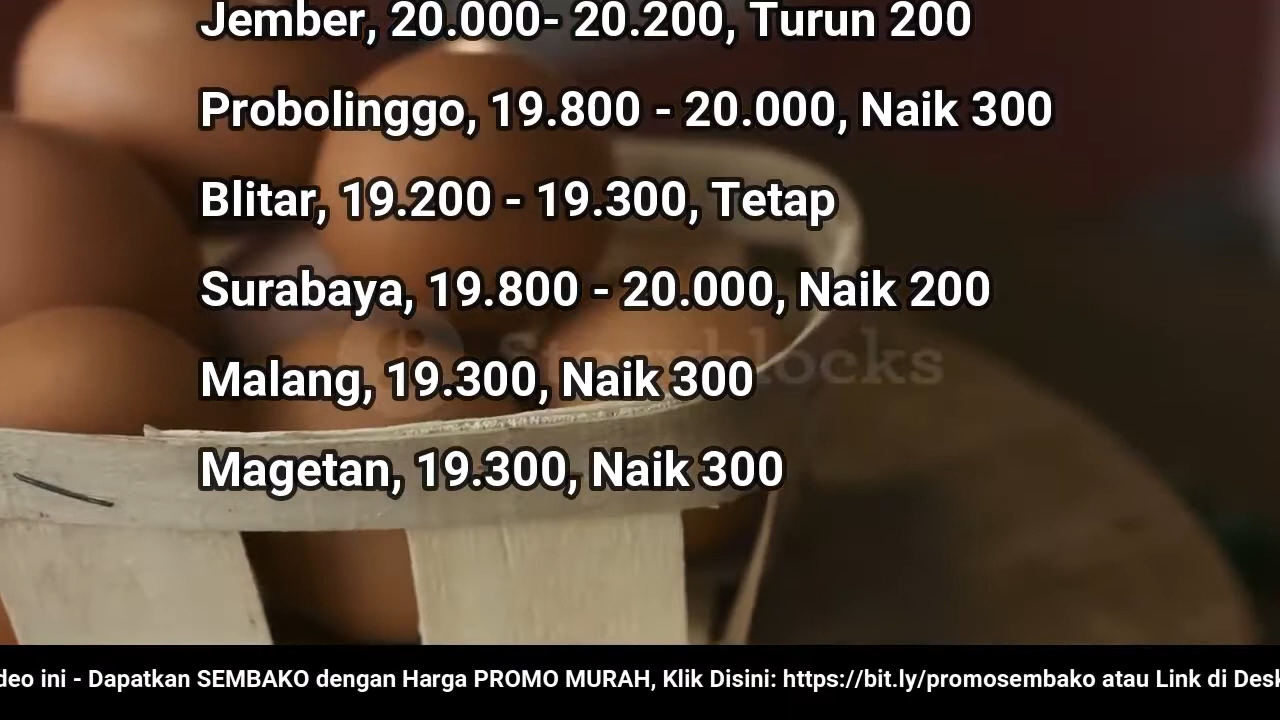 Jember, 20.000- 20.200, Turun 200
Probolinggo, 19.800 - 20.000, Naik 300
Blitar, 19.200 - 19.300, Tetap
Surabaya, 19.800 - 20.000, Naik 200
Malang, 19.300, Naik 300
Magetan, 19.300, Naik 300
ini - Dapatkan SEMBAKO dengan Harga PROMO MURAH, Klik Disini: https://bit.ly/promosembako atau Link di